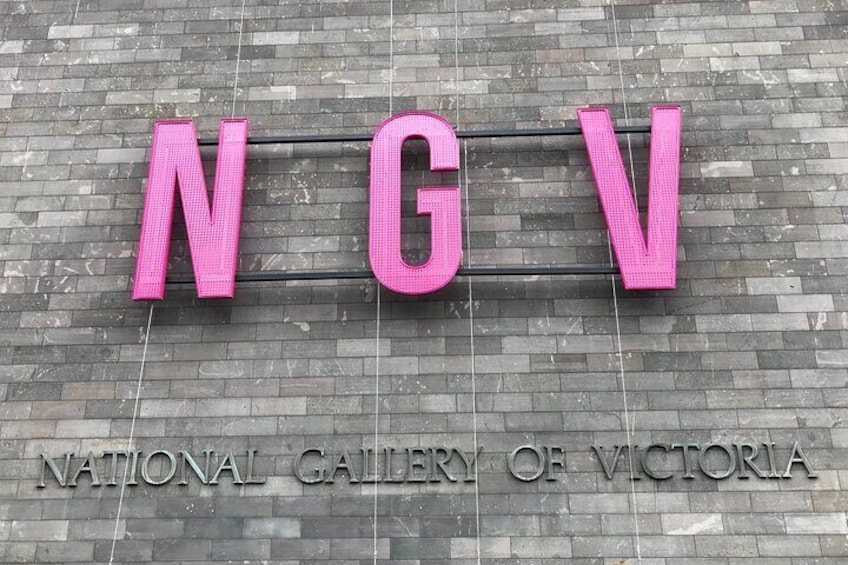 NGV
NATIONAL GALLERY OF VICTORIA